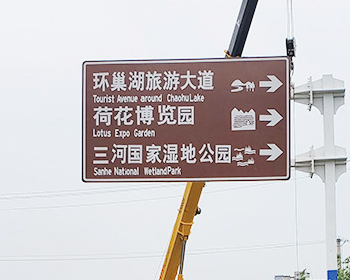 环巢湖旅游大道
Tourist Avenue around ChaohuLake
荷花博览园
Lotus Expo Garden
三河国家湿地公园
Sanhe National WetlandPark